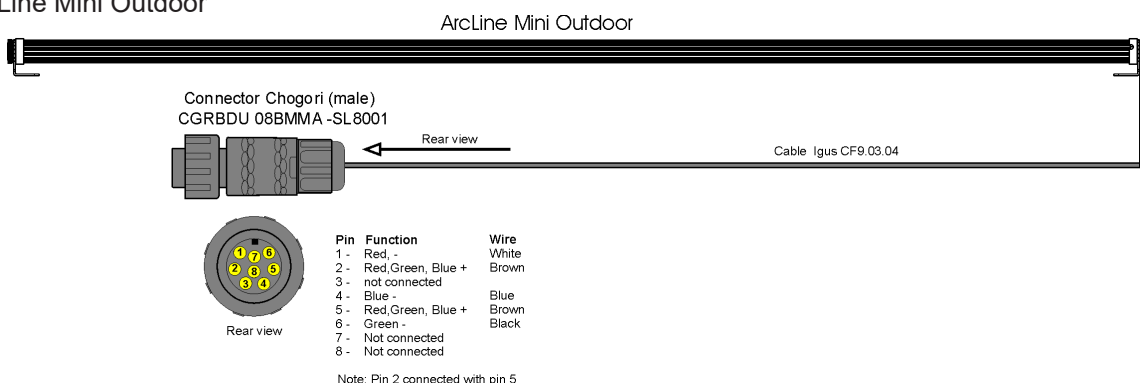 Line Mini Outdoor
ArcLine Mini Outdoor
Connector Chogori (male)
CGRBDU 08BMMA -SL8001
Rear view
Cable Igus CF9.03.04
1 6
7
2 8 5
3 4
Rear view
Pin Function Wire
1 - Red, - White
2 - Red,Green, Blue + Brown
3 - not connected
4 - Blue - Blue
5 - Red,Green, Blue + Brown
6 - Green - Black
7 - Not connected
8 - Not connected
Note: Pin 2 connected with pin 5